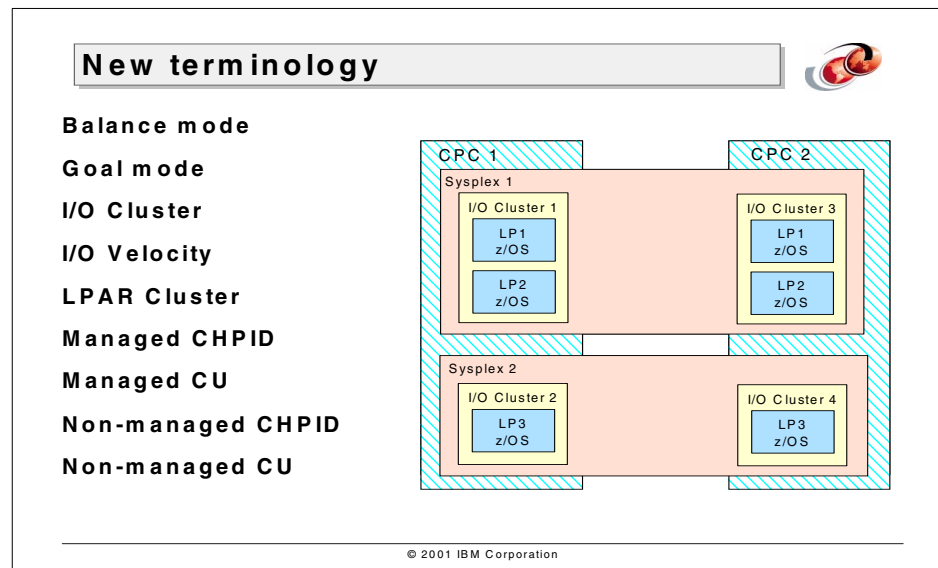 New terminology
Balance mode
Goal mode
I/O Cluster
I/O Velocity
LPAR Cluster
Managed CHPID
Managed CU
Non-managed CHPID
Non-managed CU
CPC 1
CPC 2
Sysplex 1
I/O Cluster 1
LP1
z/OS
LP2
z/OS
I/O Cluster 3
LP1
z/OS
LP2
z/OS
Sysplex 2
I/O Cluster 2
LP3
z/OS
I/O Cluster 4
LP3
z/OS
© 2001 IBM Corporation